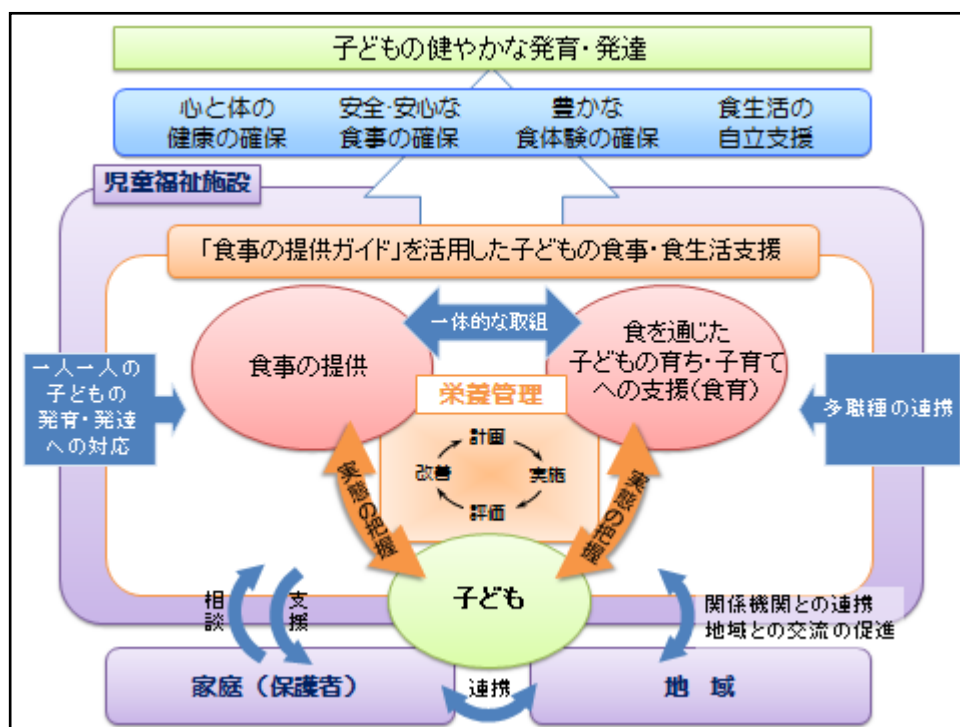 子どもの健やかな発育・発達
心と体の
健康の確保
安全・安心な
食事の確保
豊かな
食体験の確保
食生活の
自立支援
児童福祉施設
「食事の提供ガイド」を活用した子どもの食事・食生活支援
一体的な取組
食事の提供
食を通じた
子どもの育ち・子育て
への支援(食育)
一人一人の
子どもの
発育・発達
への対応
多職種の連携
栄養管理
計画
改善
実施
評価
実態の把握
実態の把握
子ども
相談
支援
関係機関との連携
地域との交流の促進
家庭(保護者)
連携
地 域